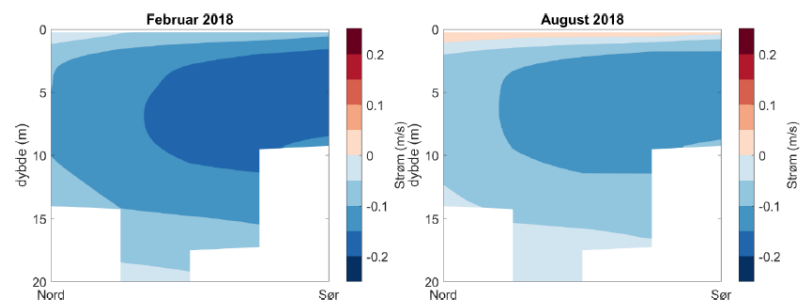 Februar 2018
0
5
10
15
20
dybde (m)
Nord
Sør
0.2
0.1
0
-0.1
-0.2
Strøm (m/s)
August 2018
0
5
10
15
20
dybde (m)
Nord
Sør
0.2
0.1
0
-0.1
-0.2
Strøm (m/s)